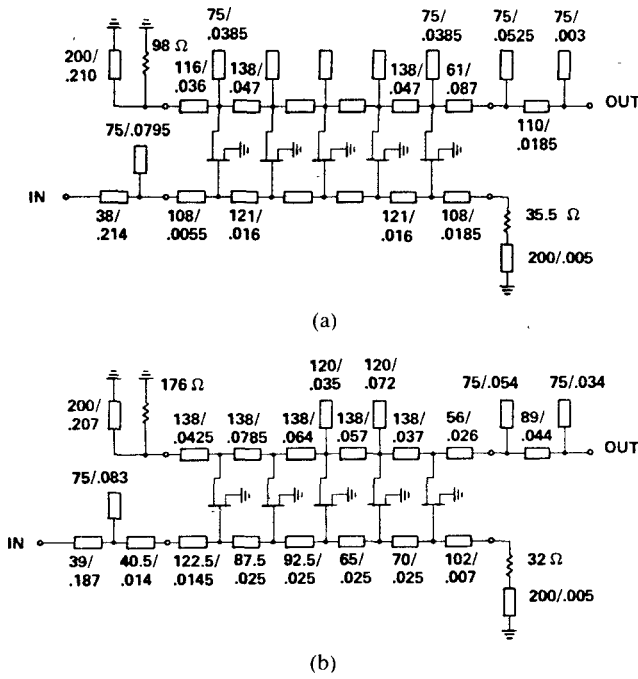 75/ 75/ 75/ 75/
.0385 .0385 .0525 .003
200/ 98 Ω
.210
116/ 138/ 138/ 61/
.036 .047 .047 .087
OUT
75/.0795
110/
.0185
IN
38/ 108/ 121/ 121/ 108/ 35.5 Ω
.214 .0055 .016 .016 .0185
200/.005
(a)
120/ 120/
.035 .072
176 Ω 75/.054 75/.034
200/
.207
138/ 138/ 138/ 138/ 138/ 56/ 89/
.0425 .0785 .064 .057 .037 .026 .044
OUT
75/.083
IN
39/ 40.5/ 122.5/ 87.5 92.5/ 65/ 70/ 102/ 32 Ω
.187 .014 .0145 .025 .025 .025 .025 .007
200/.005
(b)